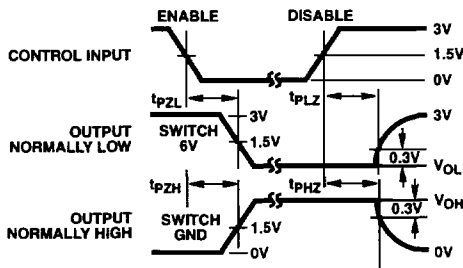 ENABLE DISABLE
3V
CONTROL INPUT 1.5V
0V
tPZL tPLZ
3V 3V
OUTPUT NORMALLY LOW
SWITCH 6V
1.5V
0.3V
VOL
tPZH tPHZ
VOH
OUTPUT NORMALLY HIGH
SWITCH GND
1.5V
0.3V
0V 0V